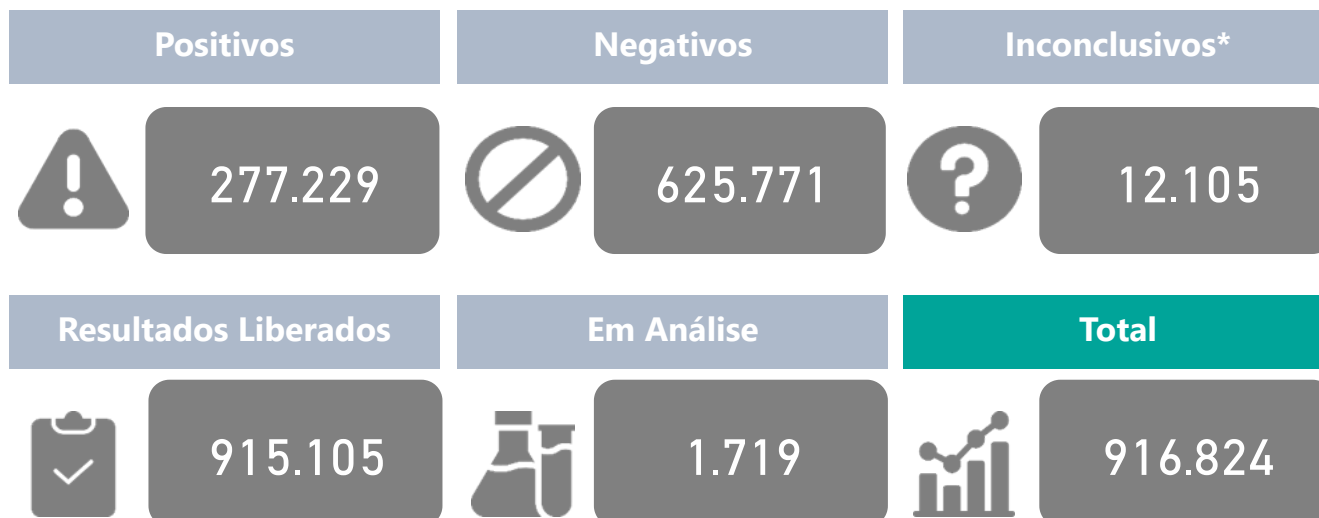 Positivos
Negativos
Inconclusivos*
277.229
625.771
12.105
Resultados Liberados
Em Análise
Total
915.105
1.719
916.824